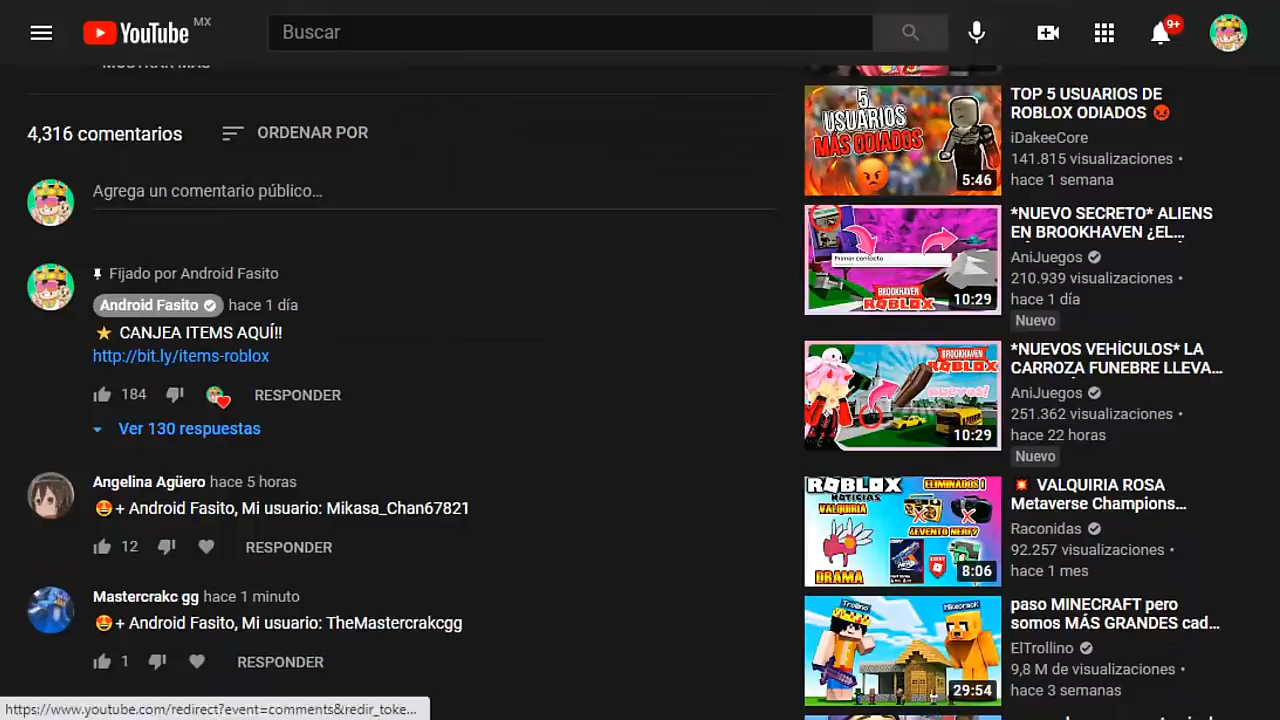 YouTube MX
Buscar
9+
MOSTRAR MÁS
4,316 comentarios
ORDENAR POR
Agrega un comentario público...
Fijado por Android Fasito
Android Fasito hace 1 día
⭐ CANJEA ITEMS AQUÍ!!
http://bit.ly/items-roblox
184
RESPONDER
Ver 130 respuestas
Angelina Agüero hace 5 horas
🤩+ Android Fasito, Mi usuario: Mikasa_Chan67821
12
RESPONDER
Mastercrakc gg hace 1 minuto
🤩+ Android Fasito, Mi usuario: TheMastercrakcgg
1
RESPONDER
https://www.youtube.com/redirect?event=comments&redir_toke...
5
USUARIOS
MÁS ODIADOS
5:46
TOP 5 USUARIOS DE
ROBLOX ODIADOS 😡
iDakeeCore
141.815 visualizaciones •
hace 1 semana
Primer contacto
BROOKHAVEN
ROBLOX
10:29
*NUEVO SECRETO* ALIENS
EN BROOKHAVEN ¿EL...
AniJuegos
210.939 visualizaciones •
hace 1 día
Nuevo
BROOKHAVEN
ROBLOX
nuevos!
10:29
*NUEVOS VEHÍCULOS* LA
CARROZA FUNEBRE LLEVA...
AniJuegos
251.362 visualizaciones •
hace 22 horas
Nuevo
ROBLOX
NOTICIAS
ELIMINADOS!
VALQUIRIA
¿EVENTO NERF?
DRAMA
8:06
💥 VALQUIRIA ROSA
Metaverse Champions...
Raconidas
92.257 visualizaciones •
hace 1 mes
Trollino
Mikecrack
29:54
paso MINECRAFT pero
somos MÁS GRANDES cad...
ElTrollino
9,8 M de visualizaciones •
hace 3 semanas